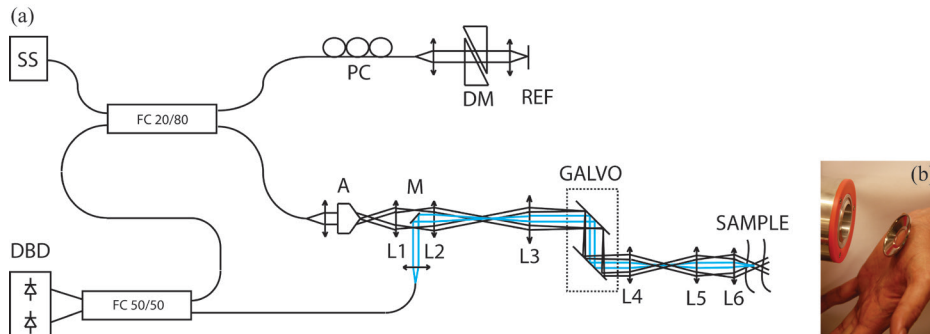 (a)
SS
PC
DM
REF
FC 20/80
A
M
GALVO
(b)
SAMPLE
DBD
L1
L2
L3
L4
L5
L6
FC 50/50